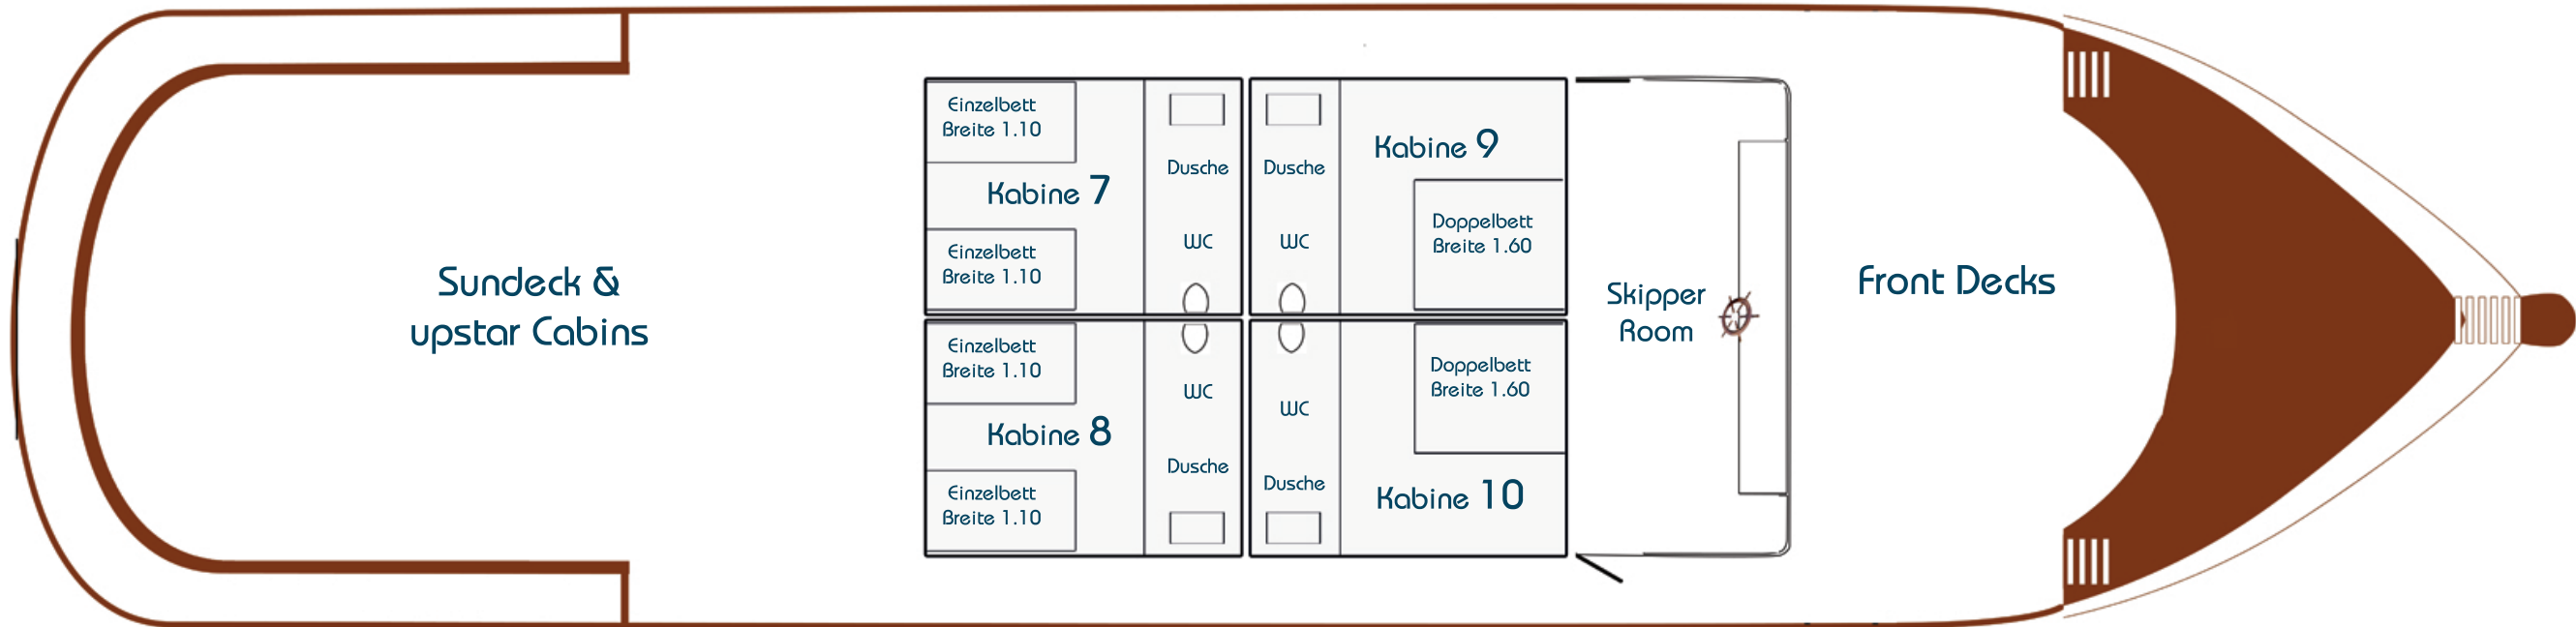 Sundeck &
upstar Cabins
Einzelbett
Breite 1.10
Kabine 7
Einzelbett
Breite 1.10
Dusche
WC
Dusche
WC
Kabine 9
Doppelbett
Breite 1.60
Einzelbett
Breite 1.10
Kabine 8
Einzelbett
Breite 1.10
WC
Dusche
WC
Dusche
Doppelbett
Breite 1.60
Kabine 10
Skipper
Room
Front Decks